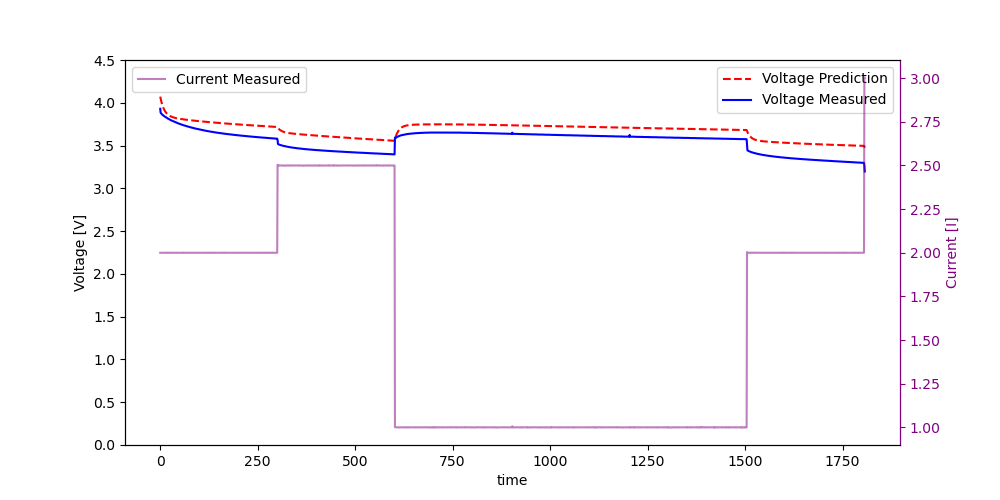 Current Measured
Voltage Prediction
Voltage Measured
4.5
4.0
3.5
3.0
2.5
2.0
1.5
1.0
0.5
0.0
Voltage [V]
3.00
2.75
2.50
2.25
2.00
1.75
1.50
1.25
1.00
Current [I]
0 250 500 750 1000 1250 1500 1750
time